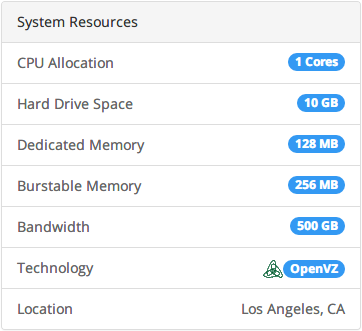 System Resources
CPU Allocation 1 Cores
Hard Drive Space 10 GB
Dedicated Memory 128 MB
Burstable Memory 256 MB
Bandwidth 500 GB
Technology OpenVZ
Location Los Angeles, CA